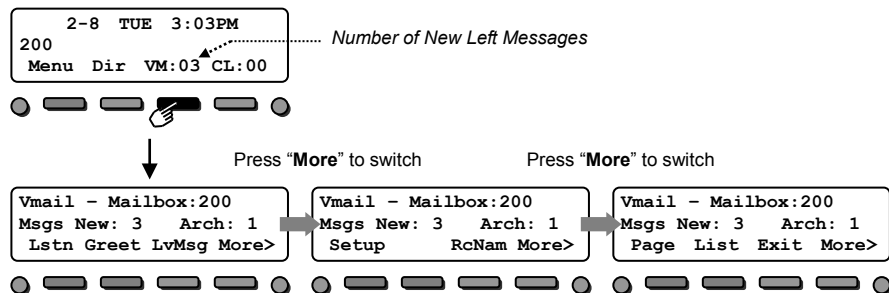 2-8 TUE 3:03PM
200
Menu Dir VM:03 CL:00
Number of New Left Messages
Press “More” to switch
Press “More” to switch
Vmail – Mailbox:200
Msgs New: 3 Arch: 1
Lstn Greet LvMsg More>
Vmail – Mailbox:200
Msgs New: 3 Arch: 1
Setup RcNam More>
Vmail – Mailbox:200
Msgs New: 3 Arch: 1
Page List Exit More>